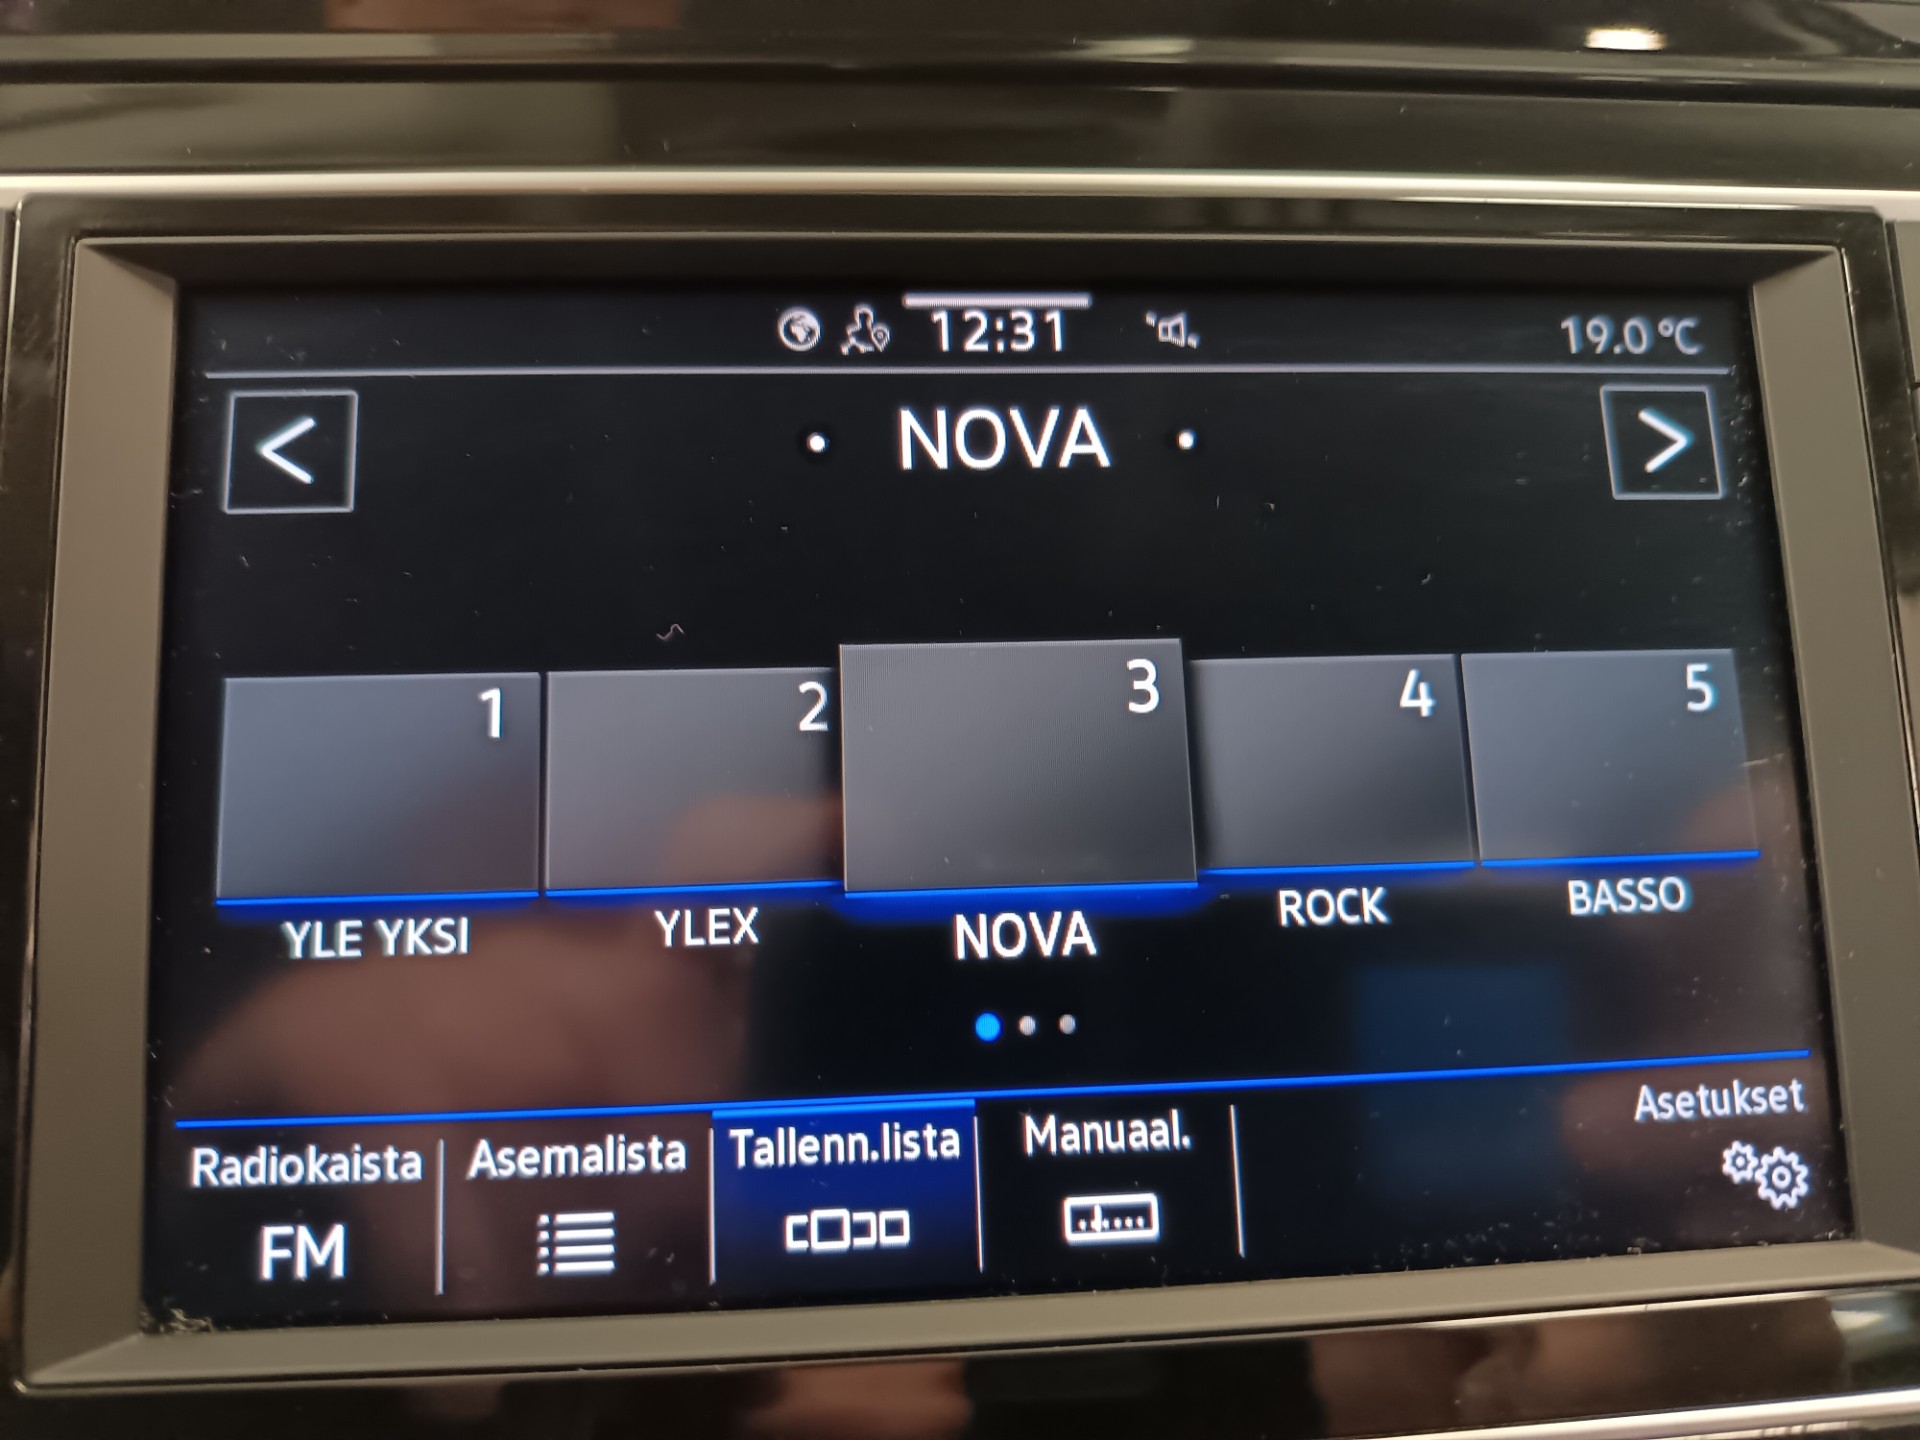 12:31
19.0°C
< • NOVA • >
1 2 3 4 5
YLE YKSI YLEX NOVA ROCK BASSO
Radiokaista Asemalista Tallenn.lista Manuaal. Asetukset
FM